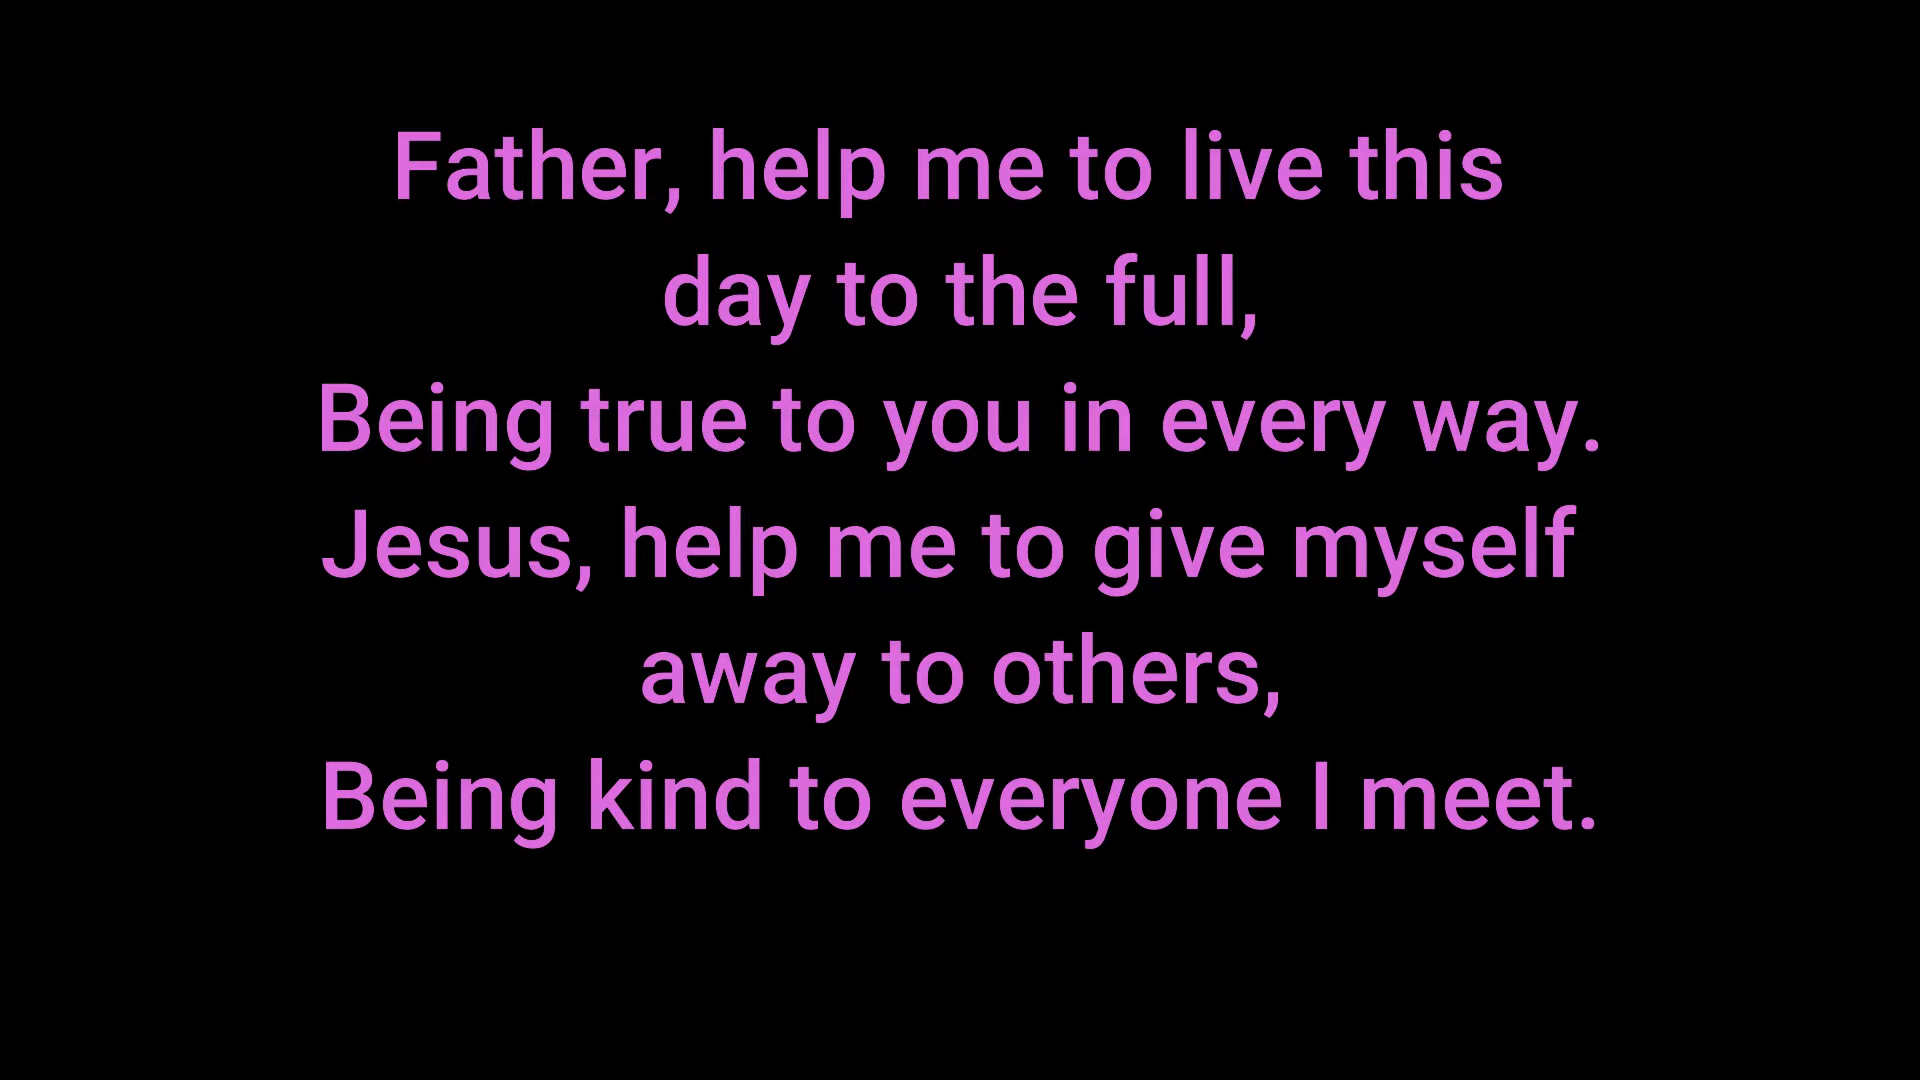 Father, help me to live this
day to the full,
Being true to you in every way.
Jesus, help me to give myself
away to others,
Being kind to everyone I meet.